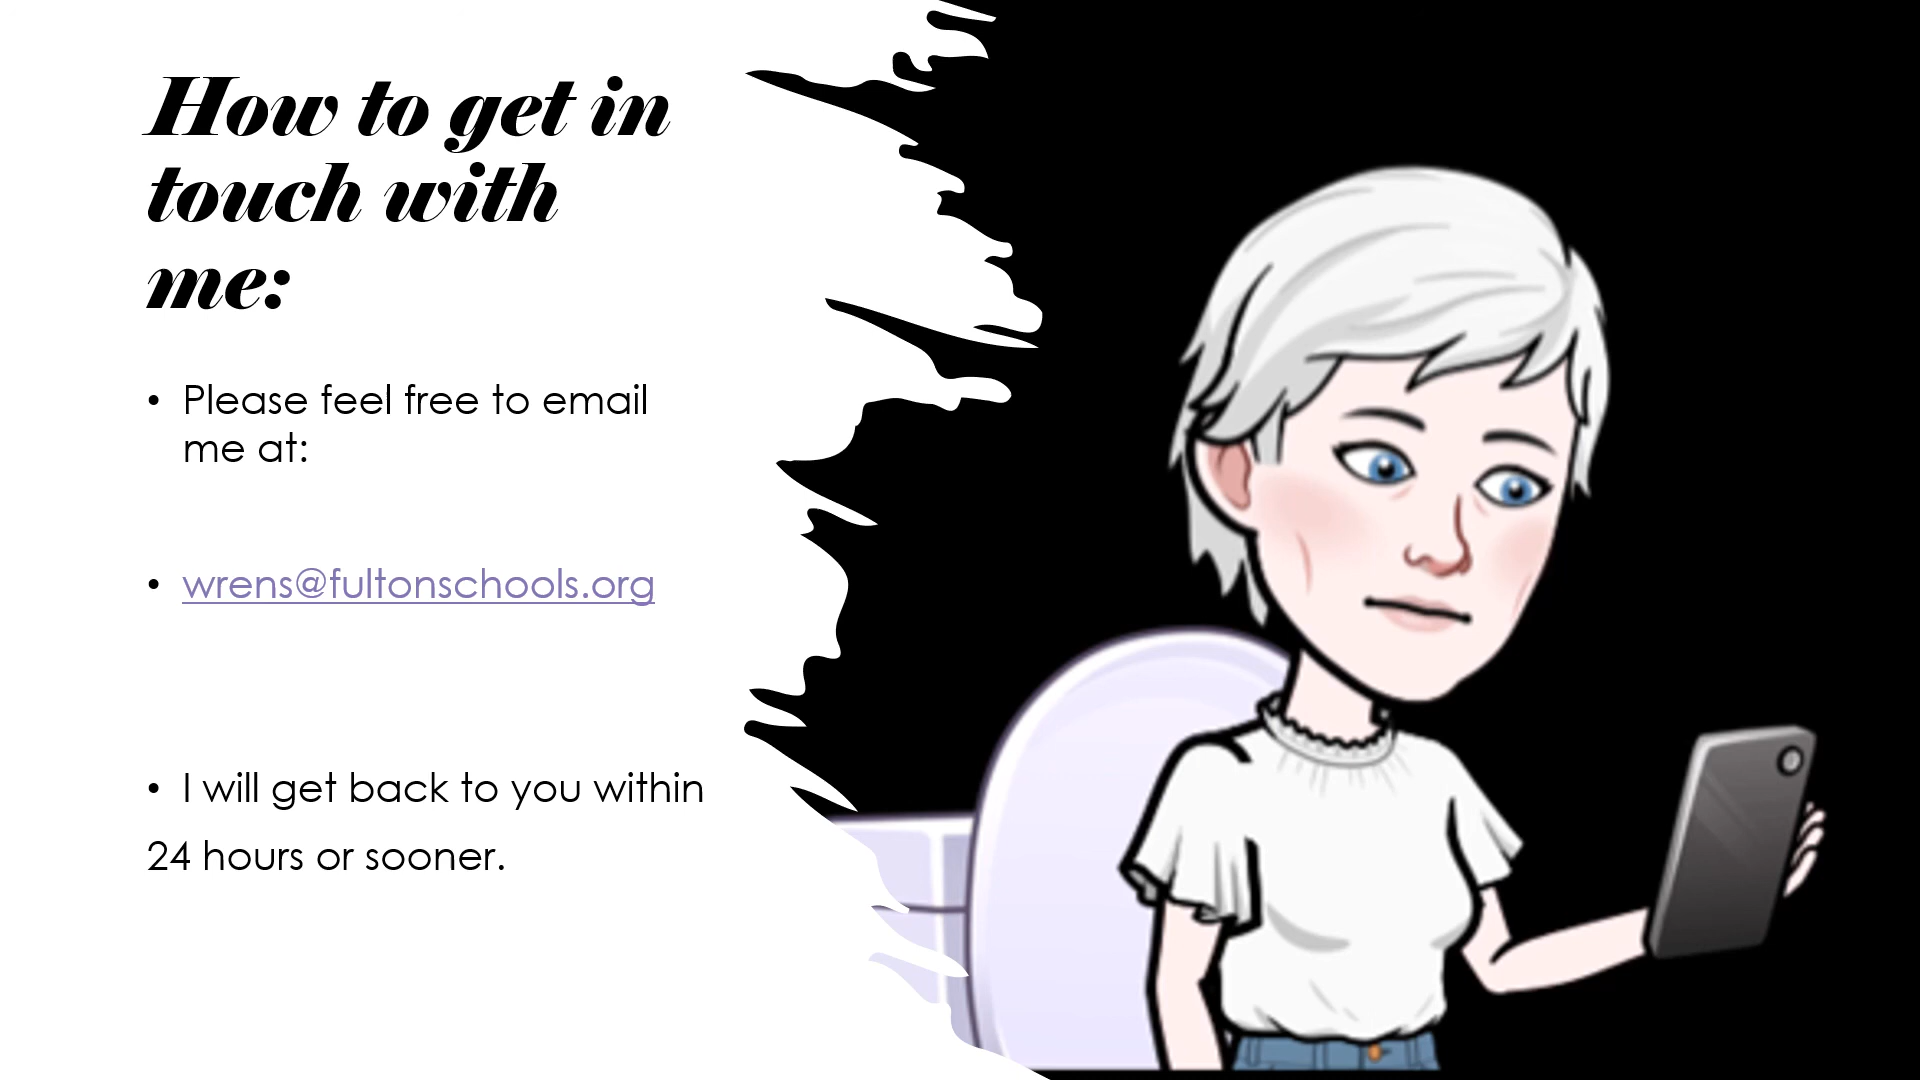 How to get in
touch with
me:
• Please feel free to email
me at:
• wrens@fultonschools.org
• I will get back to you within
24 hours or sooner.